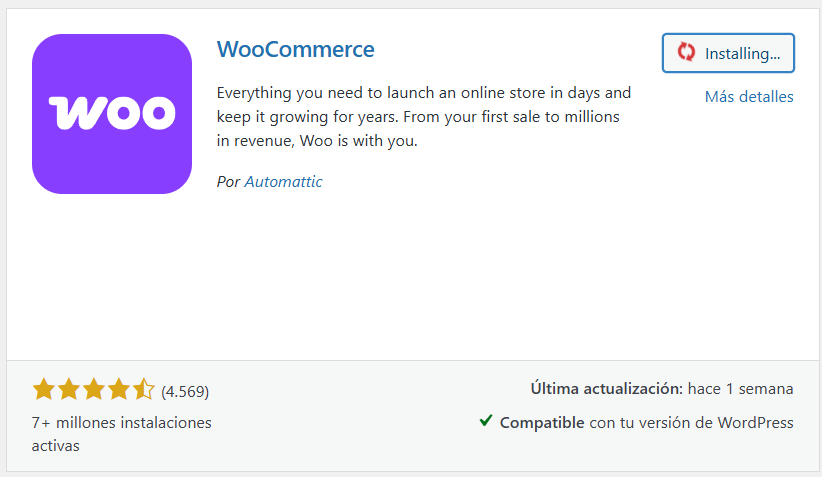 woo
WooCommerce
Installing...
Everything you need to launch an online store in days and
keep it growing for years. From your first sale to millions
in revenue, Woo is with you.
Más detalles
Por Automattic
(4.569)
7+ millones instalaciones
activas
Última actualización: hace 1 semana
Compatible con tu versión de WordPress